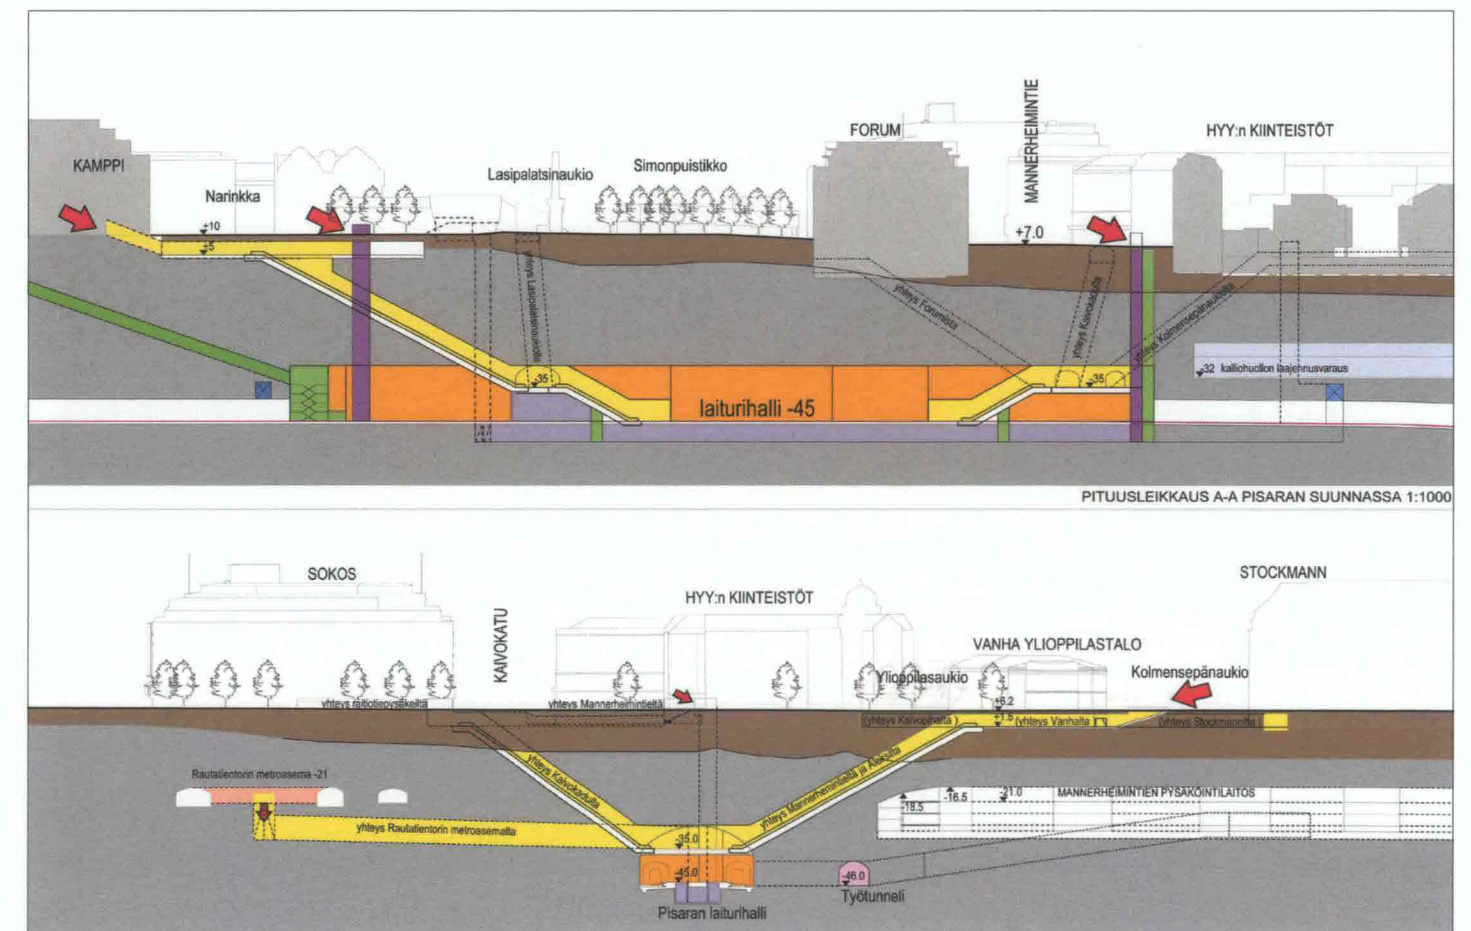 KAMPPI
Narinkka
Lasipalatsinaukio
Simonpuistikko
FORUM
MANNERHEIMINTIE
HYY:n KIINTEISTÖT
+10
+5
+7.0
yhteys Lasipalatsinaukiolle
yhteys Forumista
yhteys Kaivokadulta
yhteys Kolmensepänaukiolta
-35
-35
-32 kalliohuollon laajennusvaraus
laiturihalli -45
PITUUSLEIKKAUS A-A PISARAN SUUNNASSA 1:1000
SOKOS
KAIVOKATU
HYY:n KIINTEISTÖT
STOCKMANN
VANHA YLIOPPILASTALO
Ylioppilasaukio
Kolmensepänaukio
yhteys raitiotiepysäkeiltä
yhteys Mannerheimintieltä
+6.2
+1.5
(yhteys Kaivopihalta )
(yhteys Vanhalta )
(yhteys Stockmannilta )
yhteys Kaivokadulta
yhteys Mannerheimintieltä ja Aleksilta
Rautatientorin metroasema -21
yhteys Rautatientorin metroasemalta
-18.5
-16.5
-21.0
MANNERHEIMINTIEN PYSÄKÖINTILAITOS
-35.0
-45.0
-46.0
Työtunneli
Pisaran laiturihalli